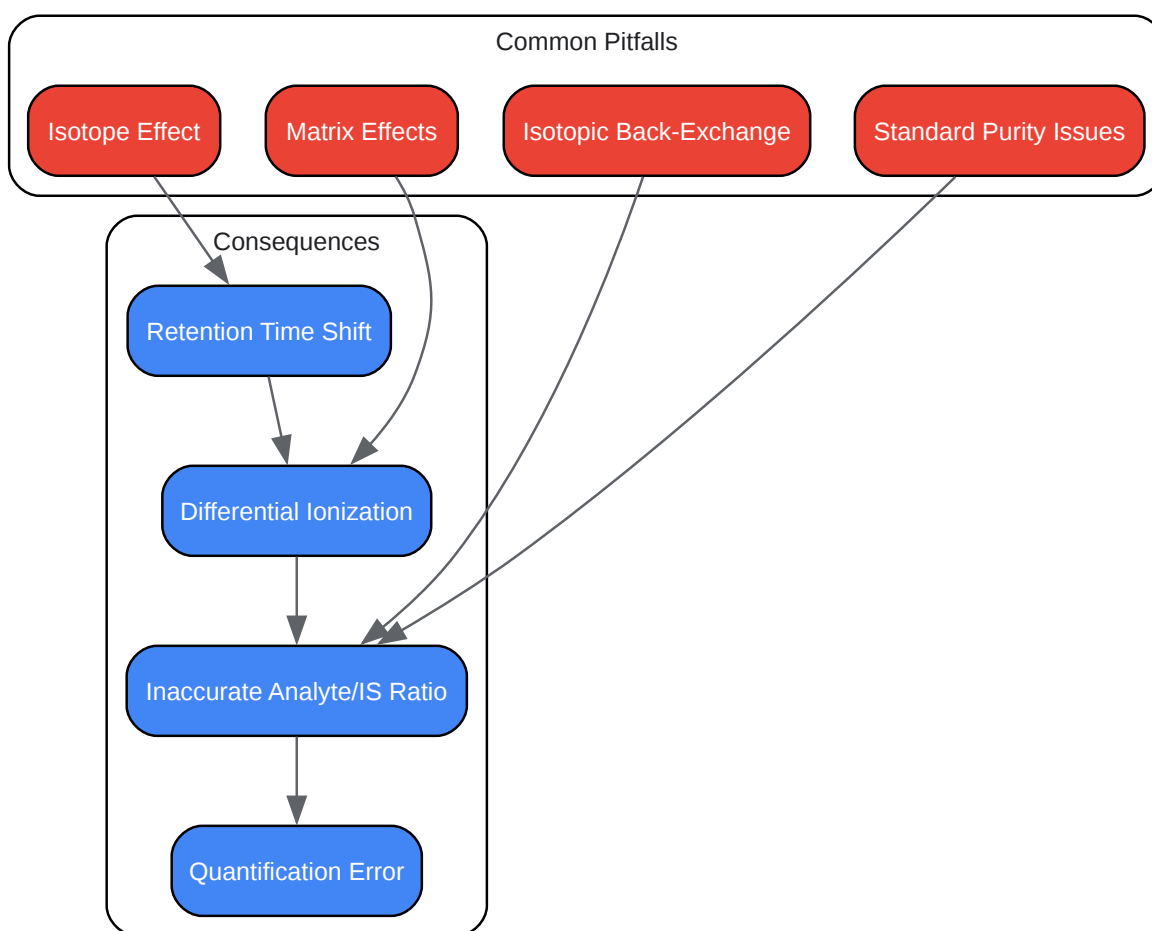 Common Pitfalls
Isotope Effect
Matrix Effects
Isotopic Back-Exchange
Standard Purity Issues
Consequences
Retention Time Shift
Differential Ionization
Inaccurate Analyte/IS Ratio
Quantification Error